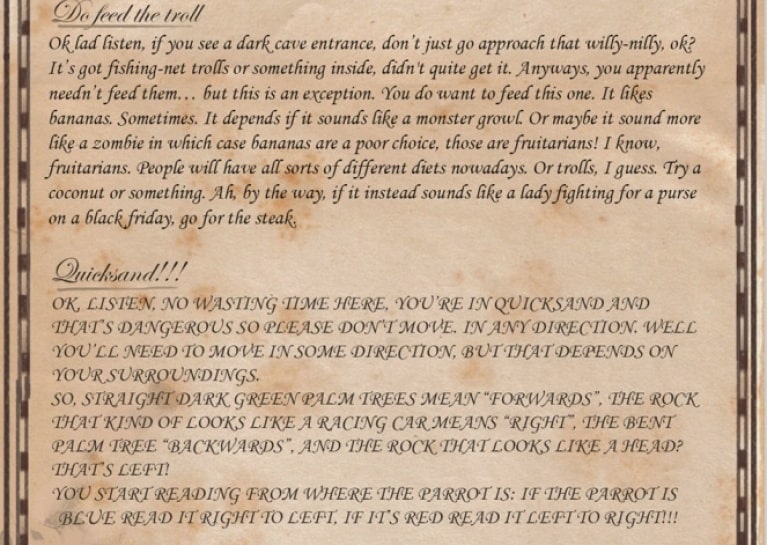 Do feed the troll
Ok lad listen, if you see a dark cave entrance, don't just go approach that willy-nilly, ok?
It's got fishing-net trolls or something inside, didn't quite get it. Anyways, you apparently
needn't feed them… but this is an exception. You do want to feed this one. It likes
bananas. Sometimes. It depends if it sounds like a monster growl. Or maybe it sound more
like a zombie in which case bananas are a poor choice, those are fruitarians! I know,
fruitarians. People will have all sorts of different diets nowadays. Or trolls, I guess. Try a
coconut or something. Ah, by the way, if it instead sounds like a lady fighting for a purse
on a black friday, go for the steak.
Quicksand!!!
OK, LISTEN, NO WASTING TIME HERE, YOU'RE IN QUICKSAND AND
THAT'S DANGEROUS SO PLEASE DON'T MOVE. IN ANY DIRECTION. WELL
YOU'LL NEED TO MOVE IN SOME DIRECTION, BUT THAT DEPENDS ON
YOUR SURROUNDINGS.
SO, STRAIGHT DARK GREEN PALM TREES MEAN "FORWARDS", THE ROCK
THAT KIND OF LOOKS LIKE A RACING CAR MEANS "RIGHT", THE BENT
PALM TREE "BACKWARDS", AND THE ROCK THAT LOOKS LIKE A HEAD?
THAT'S LEFT!
YOU START READING FROM WHERE THE PARROT IS: IF THE PARROT IS
BLUE READ IT RIGHT TO LEFT, IF IT'S RED READ IT LEFT TO RIGHT!!!